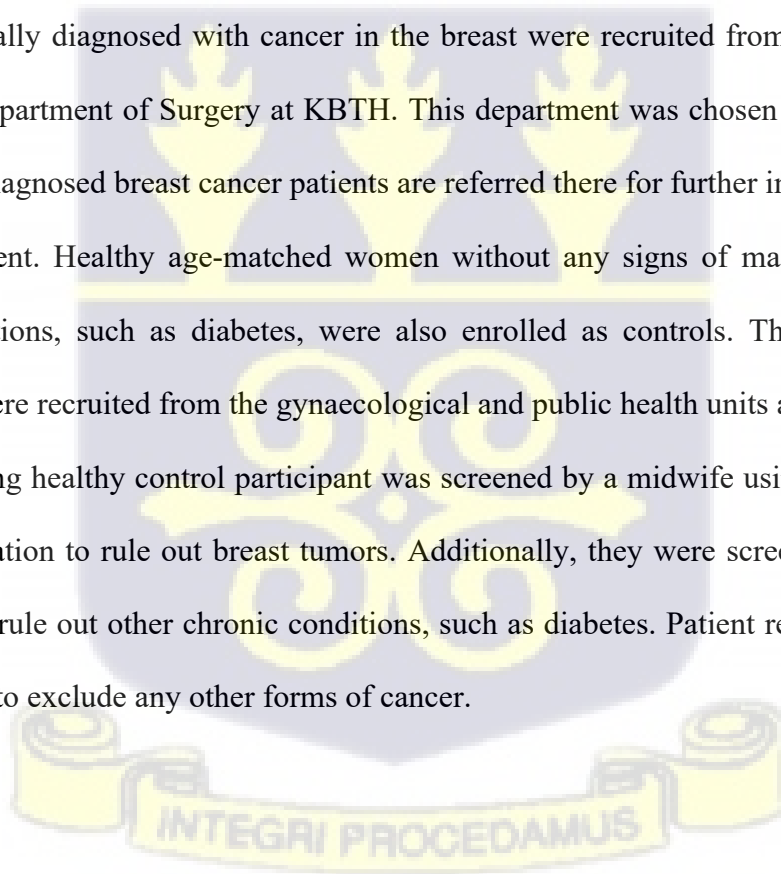 ally diagnosed with cancer in the breast were recruited from
partment of Surgery at KBTH. This department was chosen
agnosed breast cancer patients are referred there for further in
ent. Healthy age-matched women without any signs of ma
tions, such as diabetes, were also enrolled as controls. Th
ere recruited from the gynaecological and public health units a
ng healthy control participant was screened by a midwife usi
ation to rule out breast tumors. Additionally, they were scree
rule out other chronic conditions, such as diabetes. Patient re
to exclude any other forms of cancer.
INTEGRI PROCEDAMUS